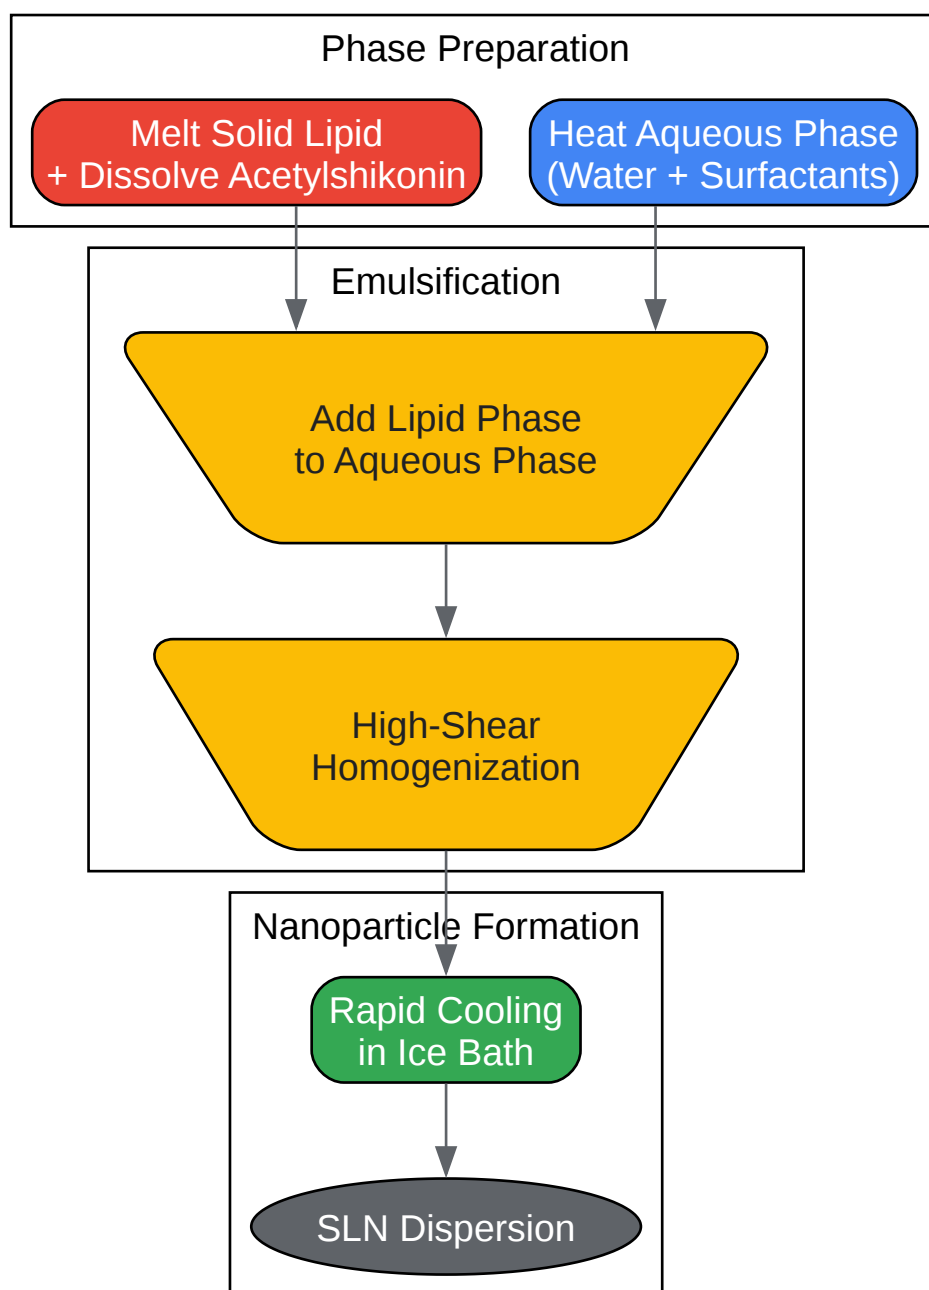 Phase Preparation
Melt Solid Lipid
+ Dissolve Acetylshikonin
Heat Aqueous Phase
(Water + Surfactants)
Emulsification
Add Lipid Phase
to Aqueous Phase
High-Shear
Homogenization
Nanoparticle Formation
Rapid Cooling
in Ice Bath
SLN Dispersion